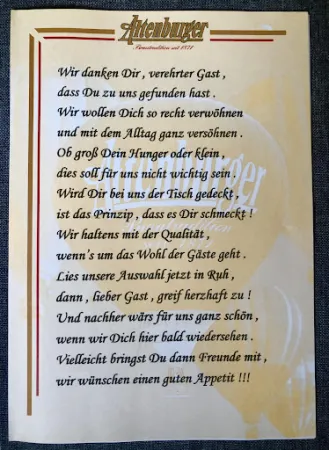 Altenburger
Brautradition seit 1871
Wir danken Dir , verehrter Gast ,
dass Du zu uns gefunden hast .
Wir wollen Dich so recht verwöhnen
und mit dem Alltag ganz versöhnen .
Ob groß Dein Hunger oder klein ,
dies soll für uns nicht wichtig sein .
Wird Dir bei uns der Tisch gedeckt ,
ist das Prinzip , dass es Dir schmeckt !
Wir haltens mit der Qualität ,
wenn's um das Wohl der Gäste geht .
Lies unsere Auswahl jetzt in Ruh ,
dann , lieber Gast , greif herzhaft zu !
Und nachher wärs für uns ganz schön ,
wenn wir Dich hier bald wiedersehen .
Vielleicht bringst Du dann Freunde mit ,
wir wünschen einen guten Appetit !!!